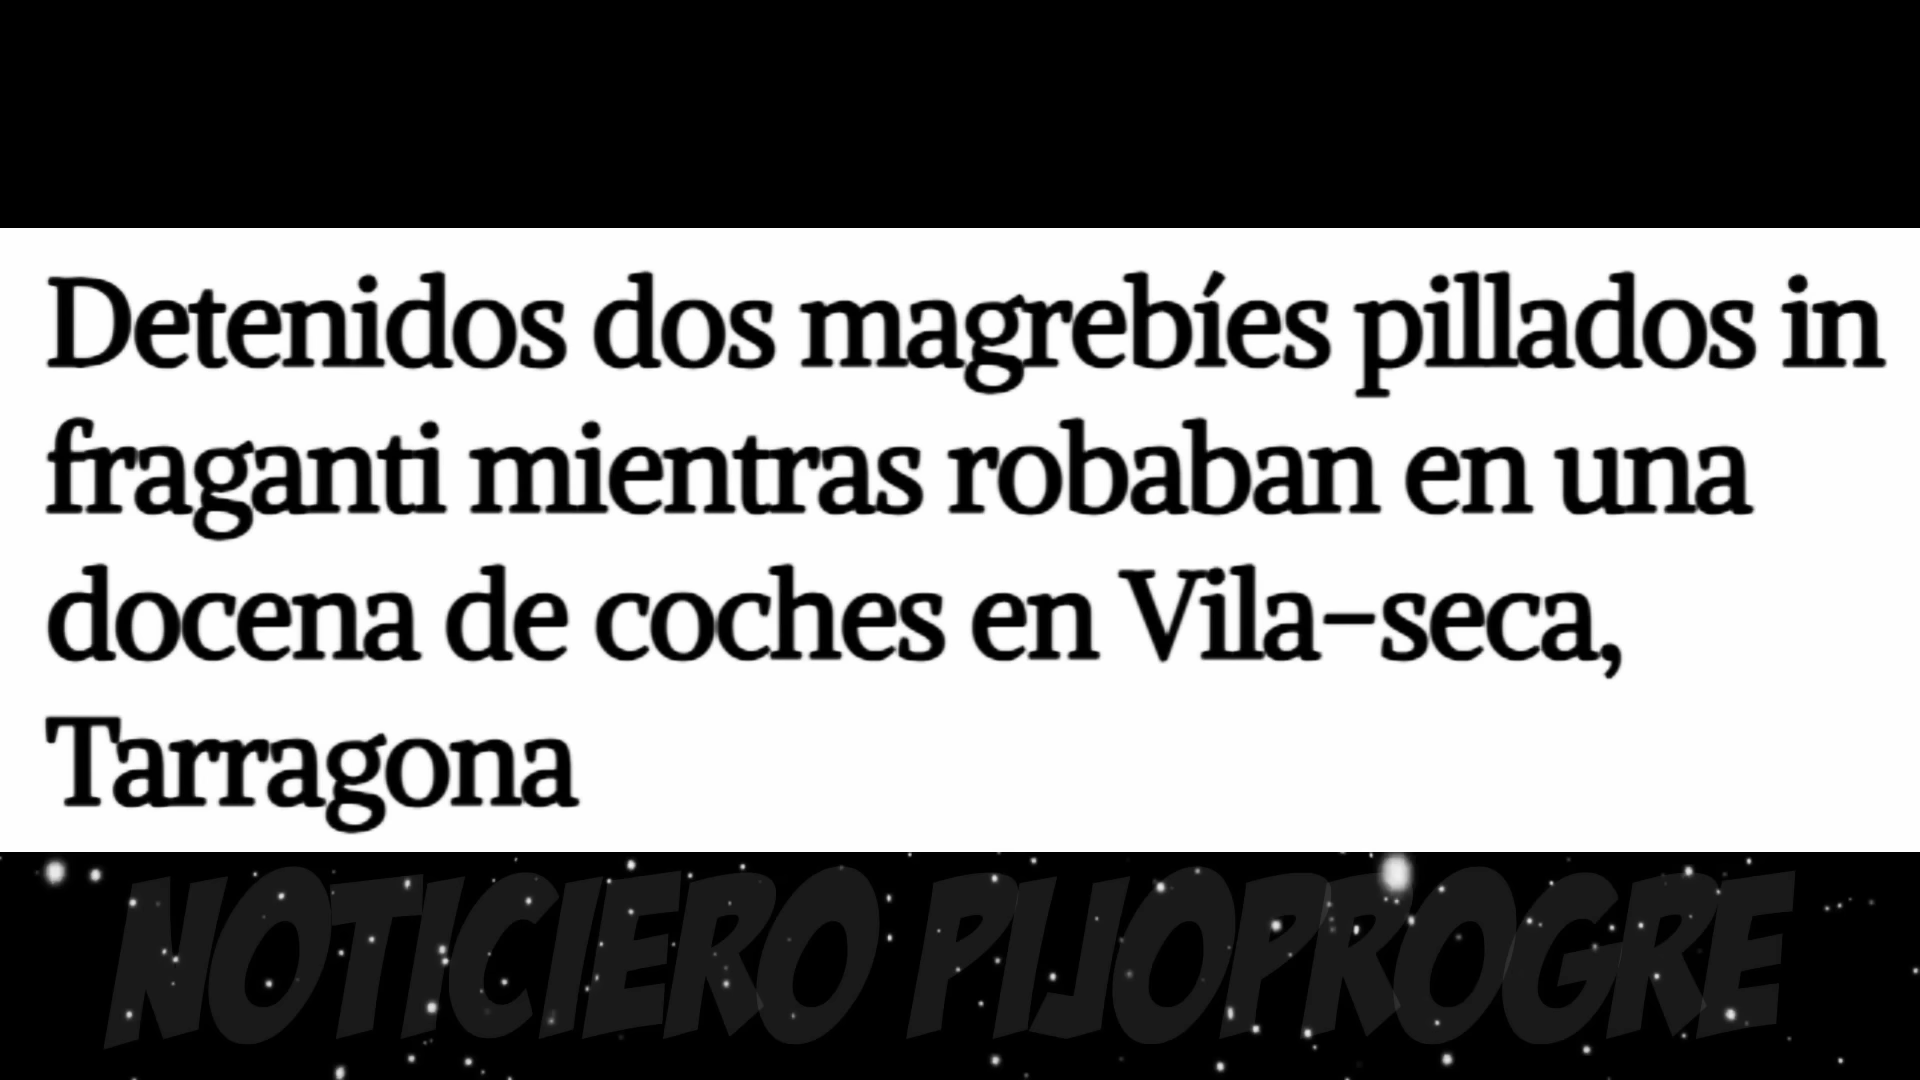 Detenidos dos magrebíes pillados in
fraganti mientras robaban en una
docena de coches en Vila-seca,
Tarragona
NOTICIERO PIJOPROGRE